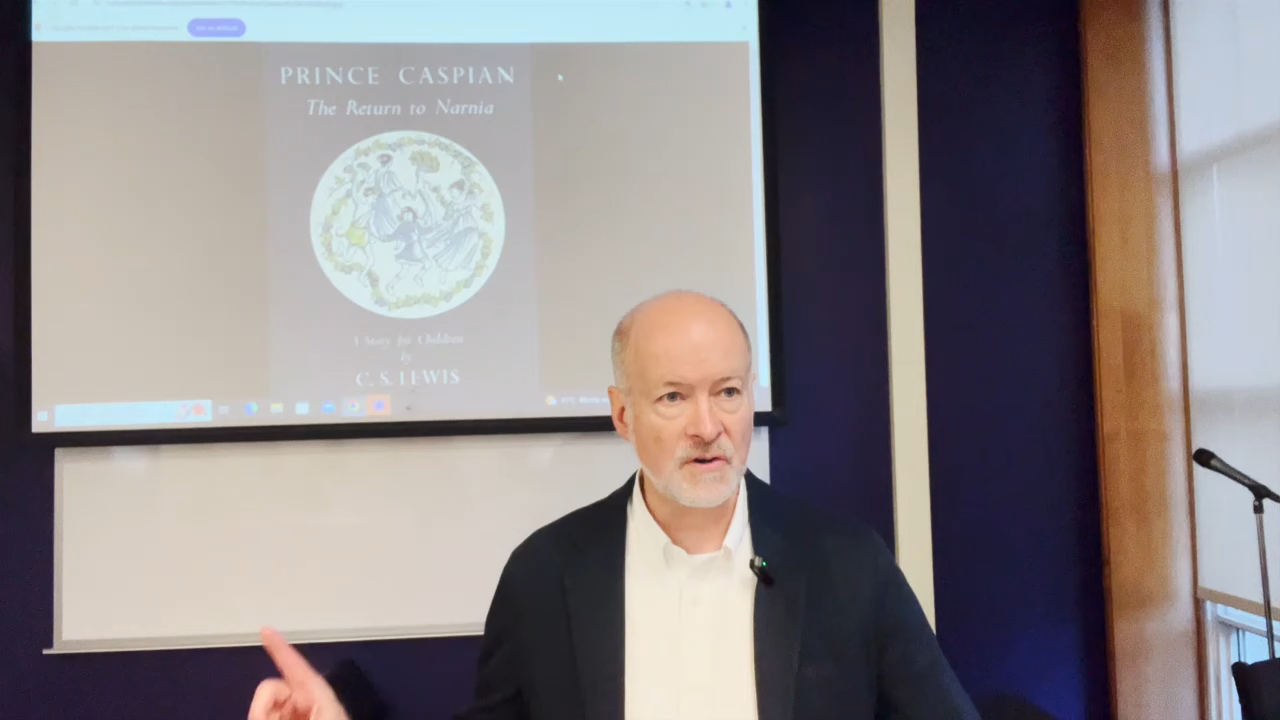 PRINCE CASPIAN
The Return to Narnia
A Story for Children
by
C. S. LEWIS